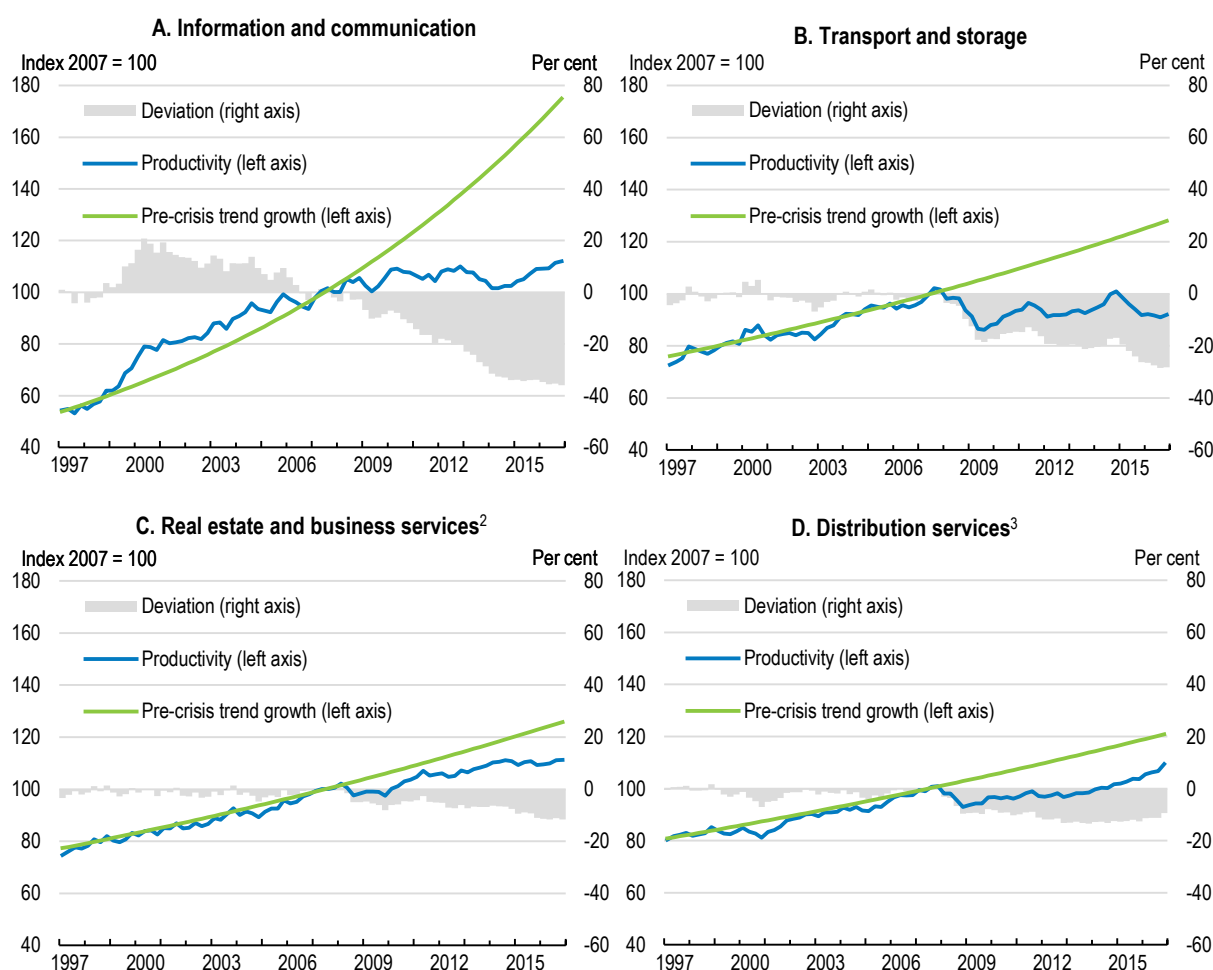 A. Information and communication
Index 2007 = 100 Per cent
180 80
Deviation (right axis)
160 60
Productivity (left axis)
140 40
Pre-crisis trend growth (left axis)
120 20
100 0
80 -20
60 -40
40 -60
1997 2000 2003 2006 2009 2012 2015
B. Transport and storage
Index 2007 = 100 Per cent
180 80
Deviation (right axis)
160 60
Productivity (left axis)
140 40
Pre-crisis trend growth (left axis)
120 20
100 0
80 -20
60 -40
40 -60
1997 2000 2003 2006 2009 2012 2015
C. Real estate and business services2
Index 2007 = 100 Per cent
180 80
Deviation (right axis)
160 60
Productivity (left axis)
140 40
Pre-crisis trend growth (left axis)
120 20
100 0
80 -20
60 -40
40 -60
1997 2000 2003 2006 2009 2012 2015
D. Distribution services3
Index 2007 = 100 Per cent
180 80
Deviation (right axis)
160 60
Productivity (left axis)
140 40
Pre-crisis trend growth (left axis)
120 20
100 0
80 -20
60 -40
40 -60
1997 2000 2003 2006 2009 2012 2015